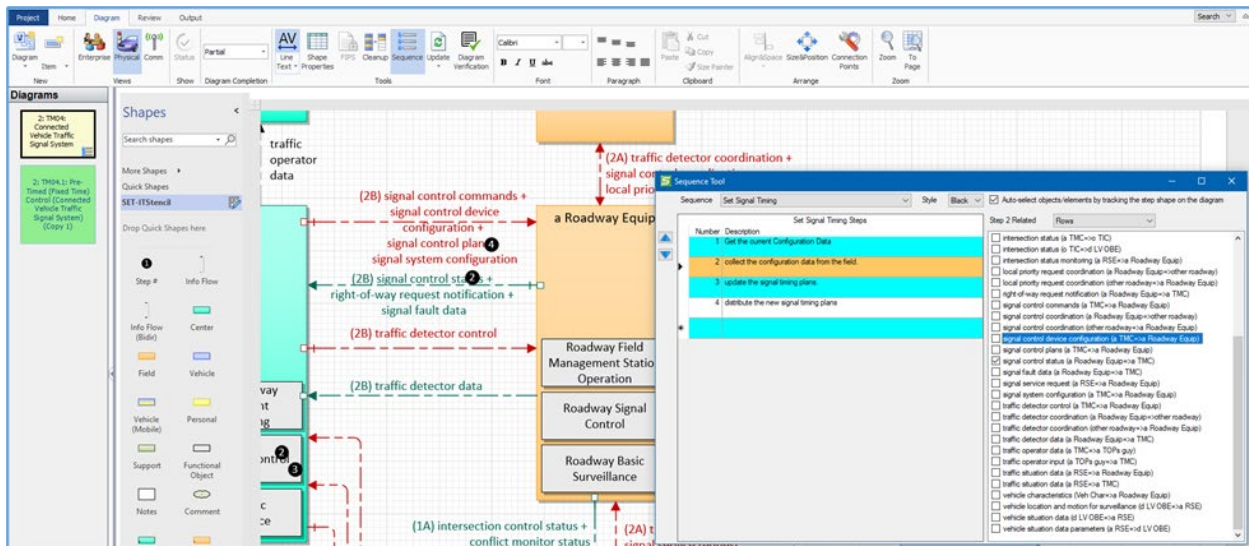 Project Home Diagram Review Output Search
Diagram
Item
Enterprise Physical Comm
Status
Partial
AV
Line Text
Shape Properties
FIPS Cleanup Sequence Update
Diagram Verification
Calibri
B I U abc
Paste
Cut
Copy
Size Painter
Align&Space Size&Position Connection Points
Zoom
To Page
New Views Show Diagram Completion Tools Font Paragraph Clipboard Arrange Zoom
Diagrams
2: TM04:
Connected
Vehicle Traffic
Signal System
2: TM04.1: Pre-
Timed (Fixed Time)
Control (Connected
Vehicle Traffic
Signal System)
(Copy 1)
Shapes
Search shapes
More Shapes
Quick Shapes
SET-ITStencil
Drop Quick Shapes here
1
Step # Info Flow
Info Flow (Bidir) Center
Field Vehicle
Vehicle (Mobile) Personal
Support Functional Object
Notes Comment
traffic
operator
data
(2B) signal control commands +
signal control device
configuration +
signal control plan 4
signal system configuration
(2B) signal control status + 2
right-of-way request notification +
signal fault data
(2B) traffic detector control
(2B) traffic detector data
2
3
(1A) intersection control status +
conflict monitor status
(2A) traffic detector coordination +
a Roadway Equip
Roadway Field
Management Statio
Operation
Roadway Signal
Control
Roadway Basic
Surveillance
Sequence Tool
Sequence Set Signal Timing Style Black
Auto-select objects/elements by tracking the step shape on the diagram
Set Signal Timing Steps
Number Description
1 Get the current Configuration Data
2 collect the configuration data from the field.
3 update the signal timing plans.
4 distribute the new signal timing plans
Step 2 Related Rows
intersection status (a TMC=>o TIC)
intersection status (o TIC=>d LV OBE)
intersection status monitoring (a RSE=>a Roadway Equip)
local priority request coordination (a Roadway Equip=>other roadway)
local priority request coordination (other roadway=>a Roadway Equip)
right-of-way request notification (a Roadway Equip=>a TMC)
signal control commands (a TMC=>a Roadway Equip)
signal control coordination (a Roadway Equip=>other roadway)
signal control coordination (other roadway=>a Roadway Equip)
signal control device configuration (a TMC=>a Roadway Equip)
signal control plans (a TMC=>a Roadway Equip)
signal control status (a Roadway Equip=>a TMC)
signal fault data (a Roadway Equip=>a TMC)
signal service request (a RSE=>a Roadway Equip)
signal system configuration (a TMC=>a Roadway Equip)
traffic detector control (a TMC=>a Roadway Equip)
traffic detector coordination (a Roadway Equip=>other roadway)
traffic detector coordination (other roadway=>a Roadway Equip)
traffic detector data (a Roadway Equip=>a TMC)
traffic operator data (a TMC=>a TOPs guy)
traffic operator input (a TOPs guy=>a TMC)
traffic situation data (a RSE=>a Roadway Equip)
traffic situation data (a RSE=>a TMC)
vehicle characteristics (Veh Char=>a Roadway Equip)
vehicle location and motion for surveillance (d LV OBE=>a RSE)
vehicle situation data (d LV OBE=>a RSE)
vehicle situation data parameters (a RSE=>d LV OBE)